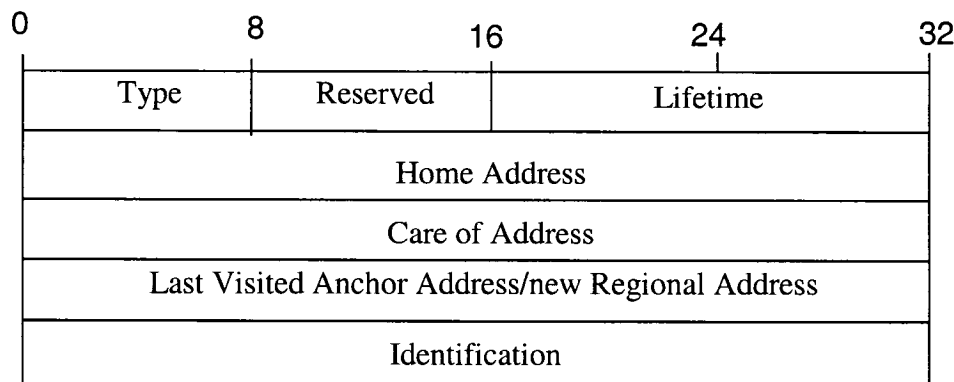 0 8 16 24 32
Type Reserved Lifetime
Home Address
Care of Address
Last Visited Anchor Address/new Regional Address
Identification